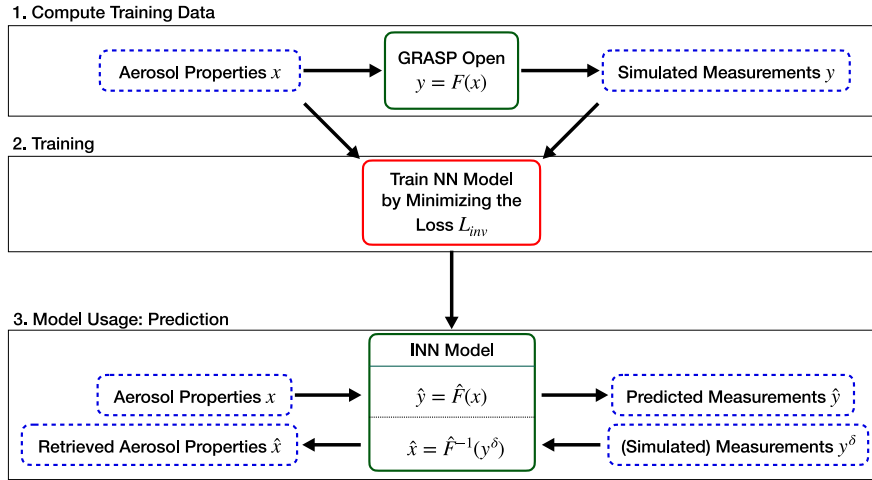 1. Compute Training Data
Aerosol Properties x
GRASP Open
y = F(x)
Simulated Measurements y
2. Training
Train NN Model
by Minimizing the
Loss L_inv
3. Model Usage: Prediction
INN Model
Aerosol Properties x
ŷ = F̂(x)
Predicted Measurements ŷ
Retrieved Aerosol Properties x̂
x̂ = F̂⁻¹(y^δ)
(Simulated) Measurements y^δ